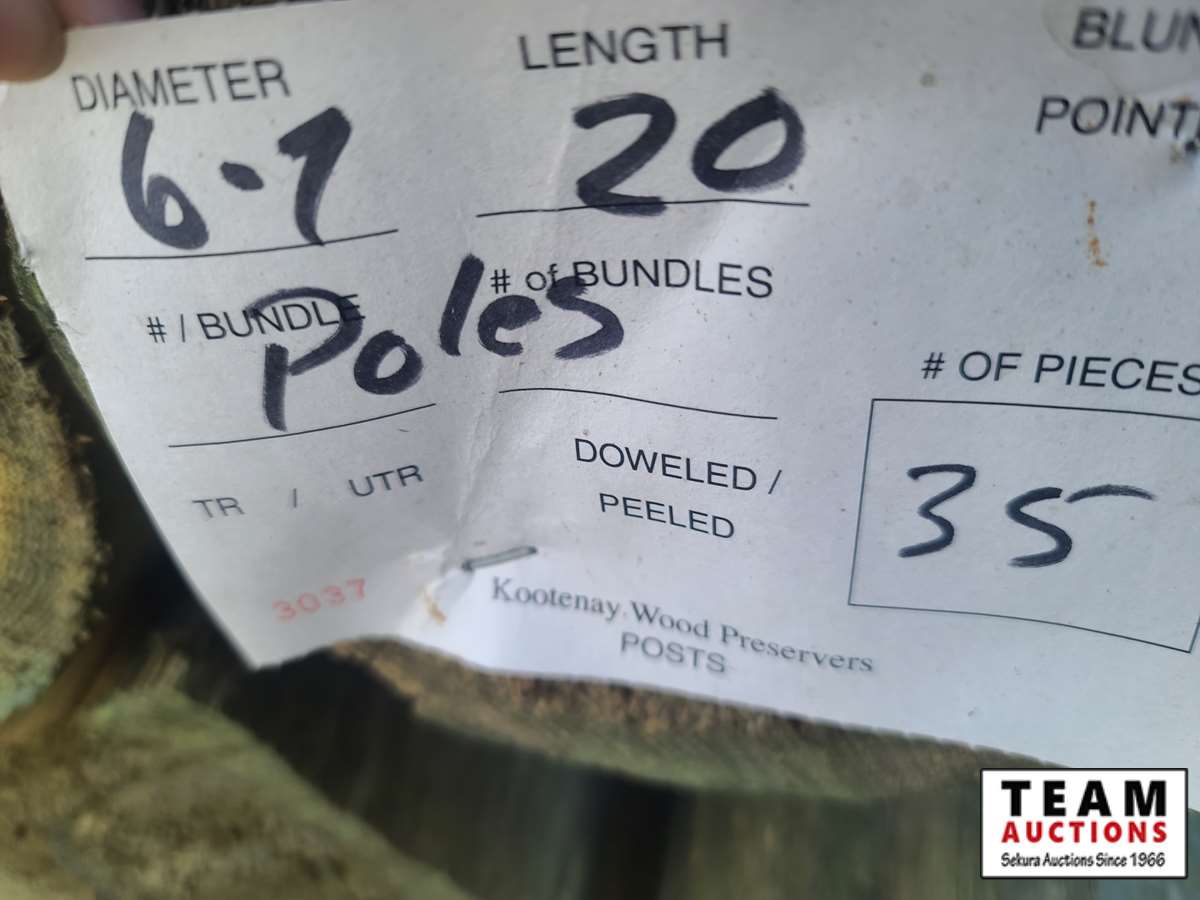 DIAMETER LENGTH BLUN
6-7 20 POINT
# / BUNDLE # of BUNDLES
Poles
# OF PIECES
TR / UTR DOWELED /
PEELED
35
3037
Kootenay Wood Preservers
POSTS
TEAM
AUCTIONS
Sekura Auctions Since 1966